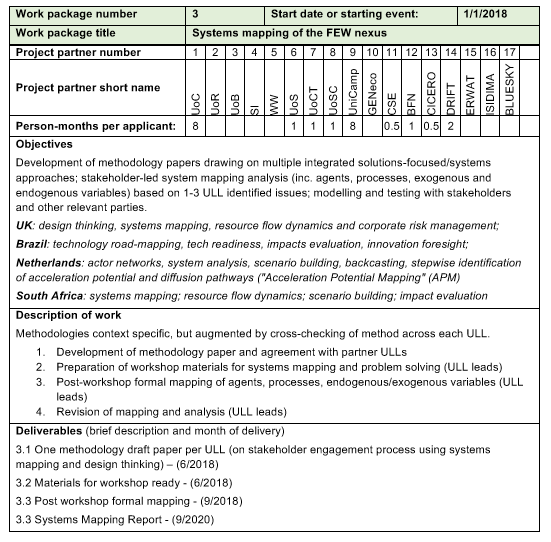 Work package number 3 Start date or starting event: 1/1/2018
Work package title Systems mapping of the FEW nexus
Project partner number 1 2 3 4 5 6 7 8 9 10 11 12 13 14 15 16 17
Project partner short name UoC UoR UoB SI WW UoS UoCT UoSC UniCamp GENeco CSE BFN CICERO DRIFT ERWAT ISIDIMA BLUESKY
Person-months per applicant: 8 1 1 1 8 0.5 1 0.5 2
Objectives
Development of methodology papers drawing on multiple integrated solutions-focused/systems
approaches; stakeholder-led system mapping analysis (inc. agents, processes, exogenous and
endogenous variables) based on 1-3 ULL identified issues; modelling and testing with stakeholders
and other relevant parties.
UK: design thinking, systems mapping, resource flow dynamics and corporate risk management;
Brazil: technology road-mapping, tech readiness, impacts evaluation, innovation foresight;
Netherlands: actor networks, system analysis, scenario building, backcasting, stepwise identification
of acceleration potential and diffusion pathways ("Acceleration Potential Mapping" (APM)
South Africa: systems mapping; resource flow dynamics; scenario building; impact evaluation
Description of work
Methodologies context specific, but augmented by cross-checking of method across each ULL.
1. Development of methodology paper and agreement with partner ULLs
2. Preparation of workshop materials for systems mapping and problem solving (ULL leads)
3. Post-workshop formal mapping of agents, processes, endogenous/exogenous variables (ULL
leads)
4. Revision of mapping and analysis (ULL leads)
Deliverables (brief description and month of delivery)
3.1 One methodology draft paper per ULL (on stakeholder engagement process using systems
mapping and design thinking) – (6/2018)
3.2 Materials for workshop ready - (6/2018)
3.3 Post workshop formal mapping - (9/2018)
3.3 Systems Mapping Report - (9/2020)